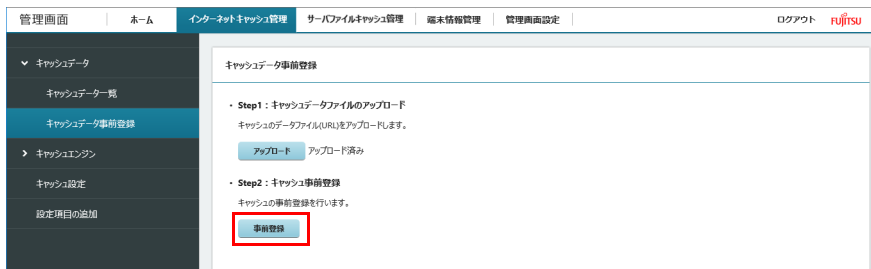 管理画面 ホーム インターネットキャッシュ管理 サーバファイルキャッシュ管理 端末情報管理 管理画面設定 ログアウト FUJITSU
キャッシュデータ
キャッシュデータ一覧
キャッシュデータ事前登録
キャッシュエンジン
キャッシュ設定
設定項目の追加
キャッシュデータ事前登録
・ Step1：キャッシュデータファイルのアップロード
キャッシュのデータファイル(URL)をアップロードします。
アップロード アップロード済み
・ Step2：キャッシュ事前登録
キャッシュの事前登録を行います。
事前登録